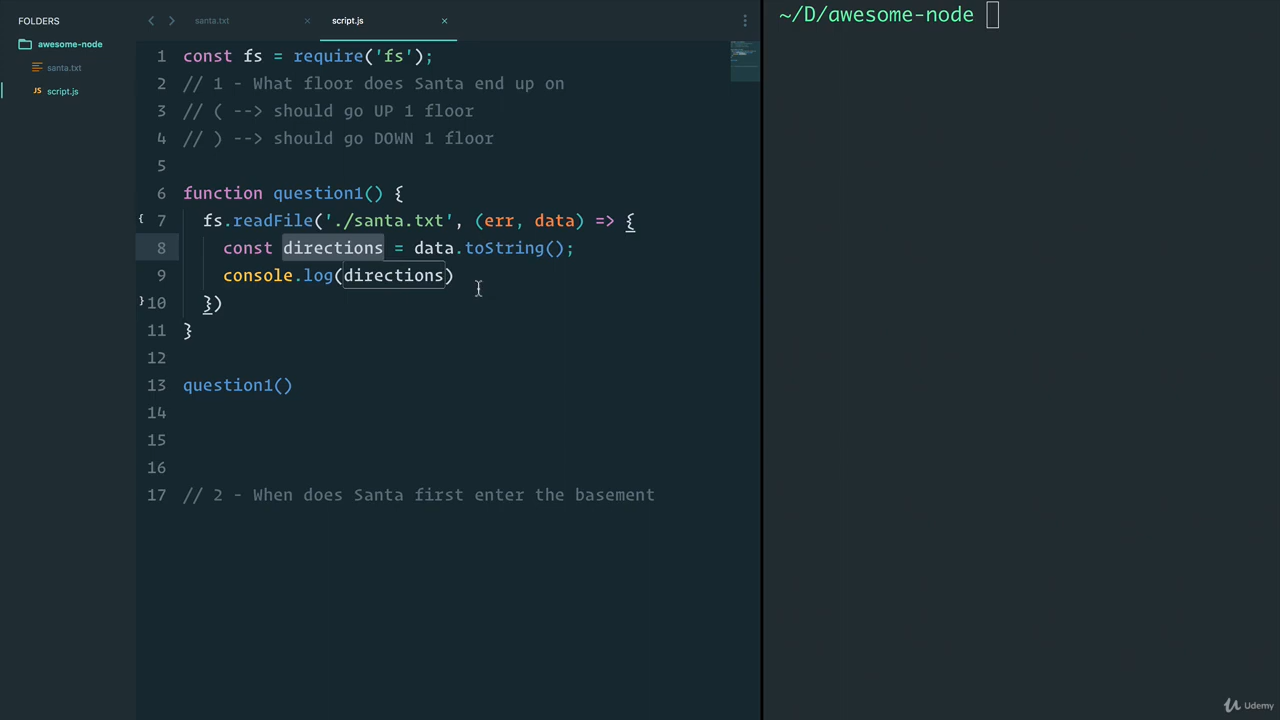 FOLDERS
awesome-node
santa.txt
script.js
santa.txt ×
script.js ×
1 const fs = require('fs');
2 // 1 - What floor does Santa end up on
3 // ( --> should go UP 1 floor
4 // ) --> should go DOWN 1 floor
5
6 function question1() {
7 fs.readFile('./santa.txt', (err, data) => {
8 const directions = data.toString();
9 console.log(directions)
10 })
11 }
12
13 question1()
14
15
16
17 // 2 - When does Santa first enter the basement
~/D/awesome-node
Udemy